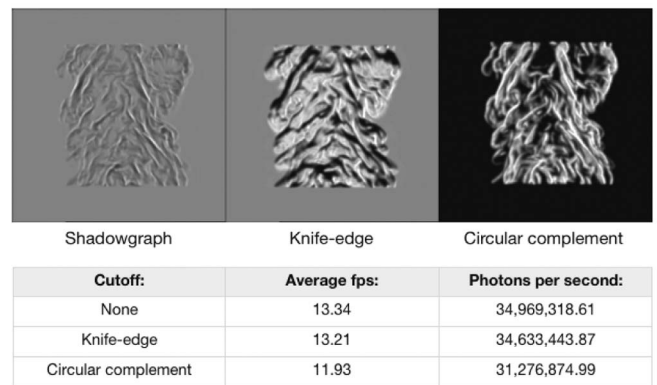 Shadowgraph Knife-edge Circular complement
Cutoff: Average fps: Photons per second:
None 13.34 34,969,318.61
Knife-edge 13.21 34,633,443.87
Circular complement 11.93 31,276,874.99